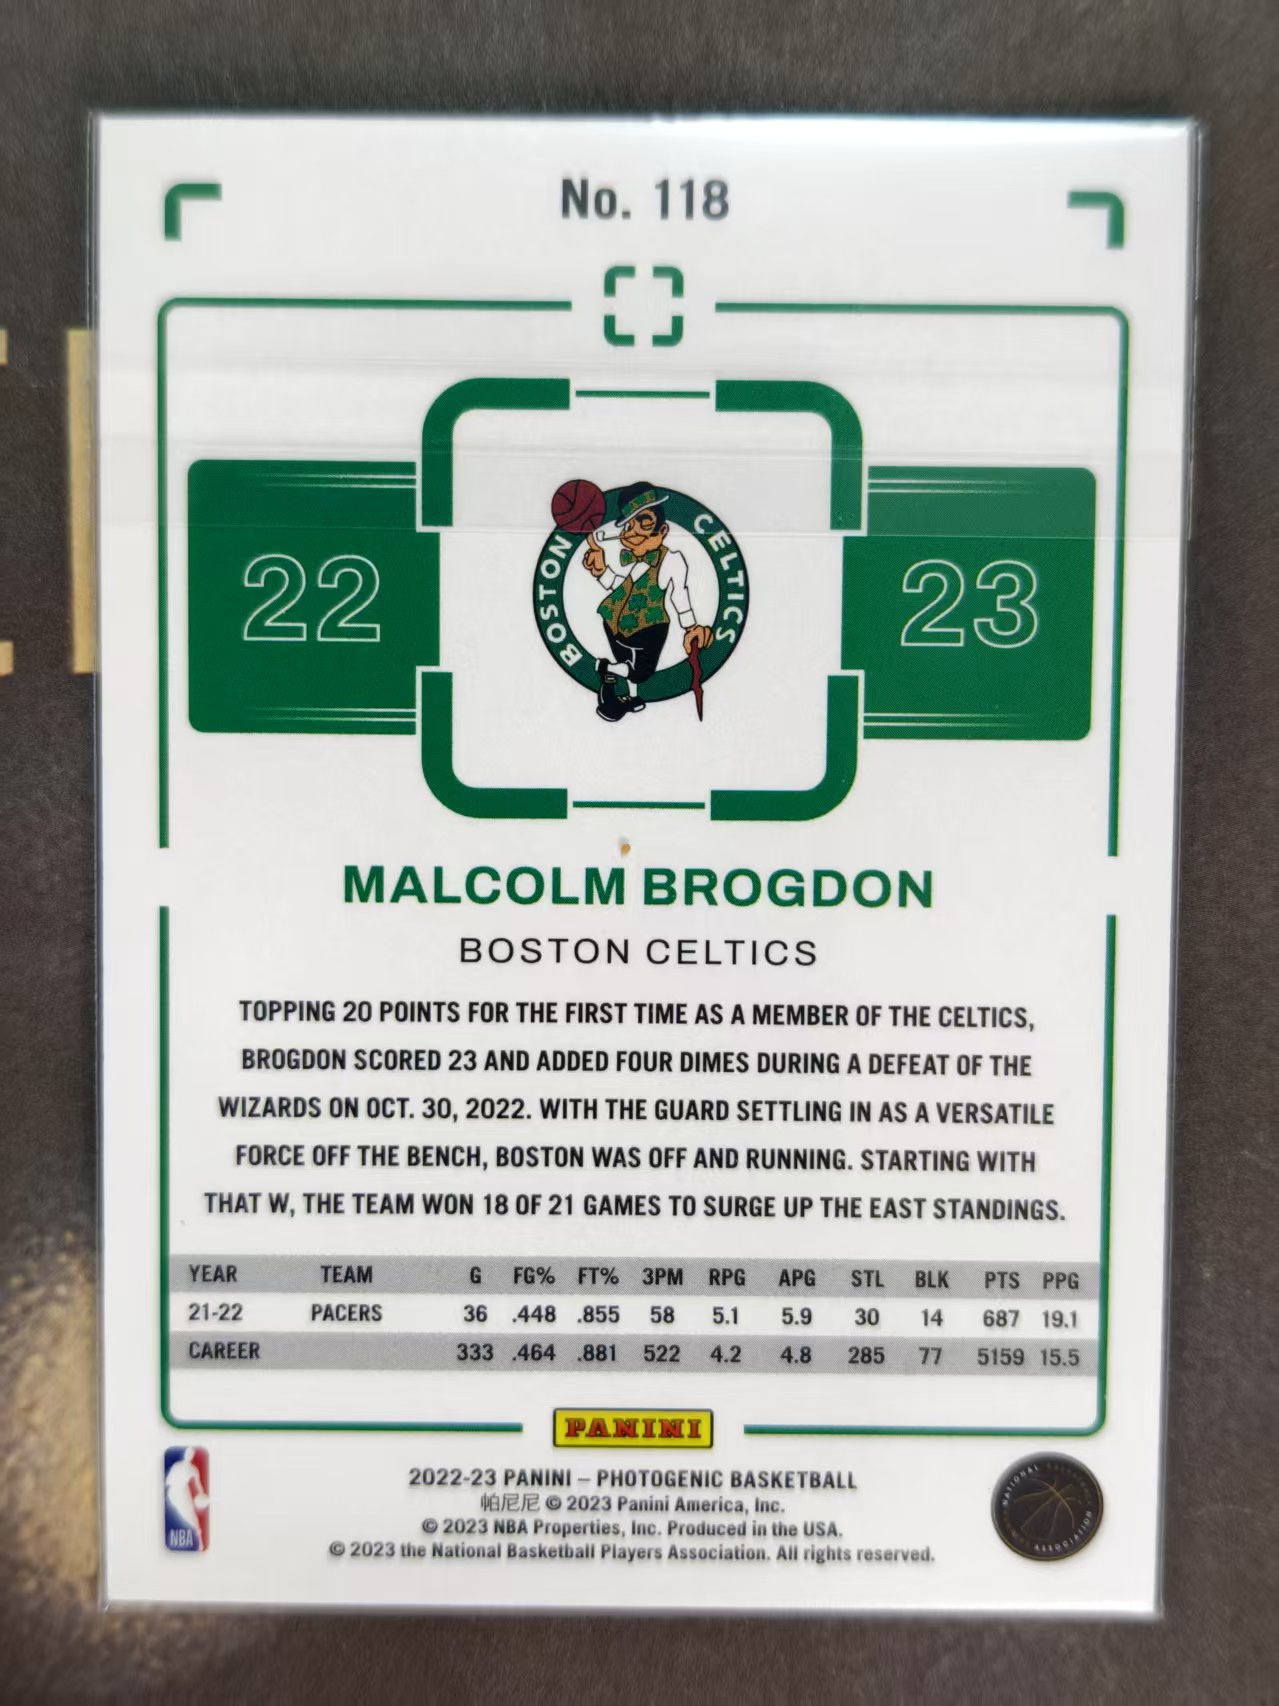 No. 118
22
BOSTON CELTICS
23
MALCOLM BROGDON
BOSTON CELTICS
TOPPING 20 POINTS FOR THE FIRST TIME AS A MEMBER OF THE CELTICS,
BROGDON SCORED 23 AND ADDED FOUR DIMES DURING A DEFEAT OF THE
WIZARDS ON OCT. 30, 2022. WITH THE GUARD SETTLING IN AS A VERSATILE
FORCE OFF THE BENCH, BOSTON WAS OFF AND RUNNING. STARTING WITH
THAT W, THE TEAM WON 18 OF 21 GAMES TO SURGE UP THE EAST STANDINGS.
YEAR TEAM G FG% FT% 3PM RPG APG STL BLK PTS PPG
21-22 PACERS 36 .448 .855 58 5.1 5.9 30 14 687 19.1
CAREER 333 .464 .881 522 4.2 4.8 285 77 5159 15.5
PANINI
2022-23 PANINI – PHOTOGENIC BASKETBALL
帕尼尼 © 2023 Panini America, Inc.
© 2023 NBA Properties, Inc. Produced in the USA.
© 2023 the National Basketball Players Association. All rights reserved.
NBA
NATIONAL BASKETBALL
ASSOCIATION